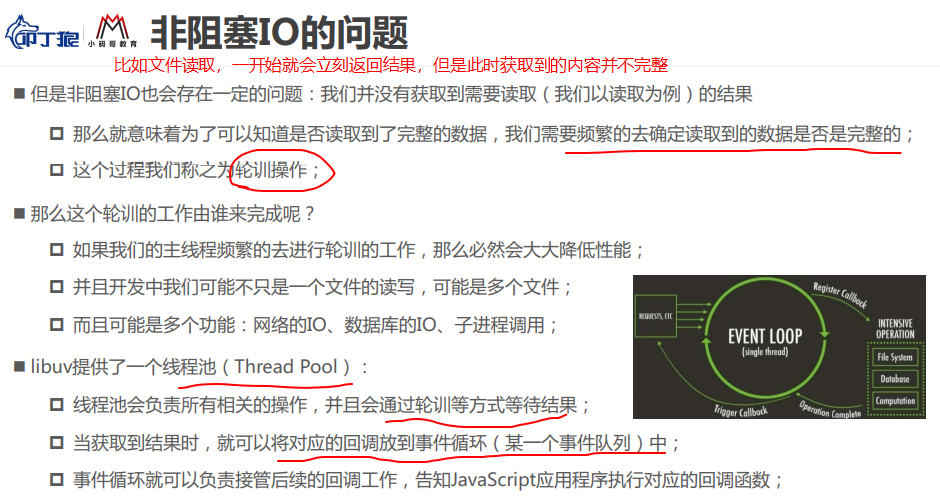 叩丁狼
小码哥教育
非阻塞IO的问题
比如文件读取，一开始就会立刻返回结果，但是此时获取到的内容并不完整
■ 但是非阻塞IO也会存在一定的问题：我们并没有获取到需要读取（我们以读取为例）的结果
那么就意味着为了可以知道是否读取到了完整的数据，我们需要频繁的去确定读取到的数据是否是完整的；
这个过程我们称之为轮训操作；
■ 那么这个轮训的工作由谁来完成呢？
如果我们的主线程频繁的去进行轮训的工作，那么必然会大大降低性能；
并且开发中我们可能不只是一个文件的读写，可能是多个文件；
而且可能是多个功能：网络的IO、数据库的IO、子进程调用；
■ libuv提供了一个线程池（Thread Pool）：
线程池会负责所有相关的操作，并且会通过轮训等方式等待结果；
当获取到结果时，就可以将对应的回调放到事件循环（某一个事件队列）中；
事件循环就可以负责接管后续的回调工作，告知JavaScript应用程序执行对应的回调函数；
REQUESTS, ETC
EVENT LOOP
(single thread)
Register Callback
INTENSIVE
OPERATION
File System
Database
Computation
Operation Complete
Trigger Callback